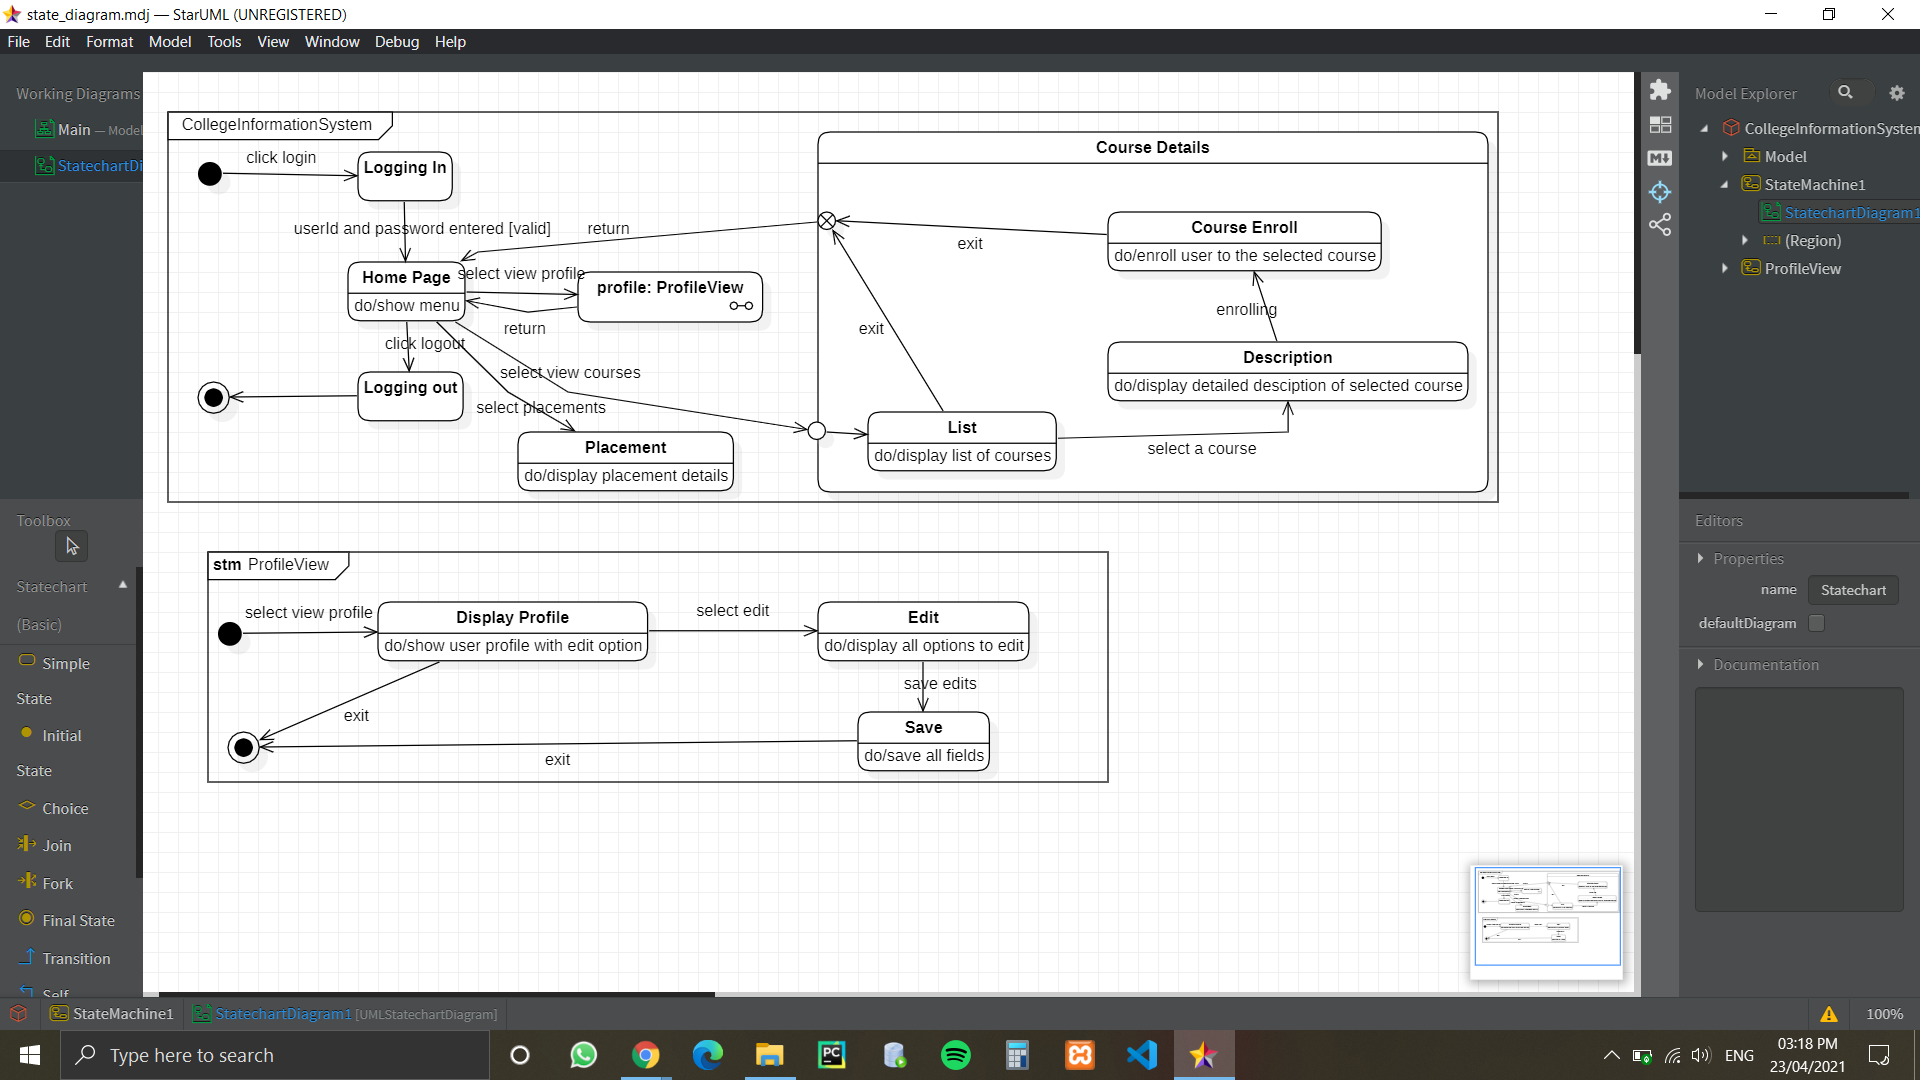 state_diagram.mdj — StarUML (UNREGISTERED)
File Edit Format Model Tools View Window Debug Help
Working Diagrams
Main — Model
StatechartDi
Toolbox
Statechart
(Basic)
Simple
State
Initial
State
Choice
Join
Fork
Final State
Transition
Self
CollegeInformationSystem
click login
Logging In
userId and password entered [valid]
return
Home Page
do/show menu
select view profile
profile: ProfileView
return
click logout
Logging out
select view courses
select placements
Placement
do/display placement details
Course Details
Course Enroll
do/enroll user to the selected course
exit
enrolling
exit
Description
do/display detailed desciption of selected course
List
do/display list of courses
select a course
stm ProfileView
select view profile
Display Profile
do/show user profile with edit option
select edit
Edit
do/display all options to edit
save edits
exit
Save
do/save all fields
exit
Model Explorer
CollegeInformationSystem
Model
StateMachine1
StatechartDiagram1
(Region)
ProfileView
Editors
Properties
name Statechart
defaultDiagram
Documentation
StateMachine1 StatechartDiagram1 [UMLStatechartDiagram]
100%
Type here to search
PC
ENG
03:18 PM
23/04/2021